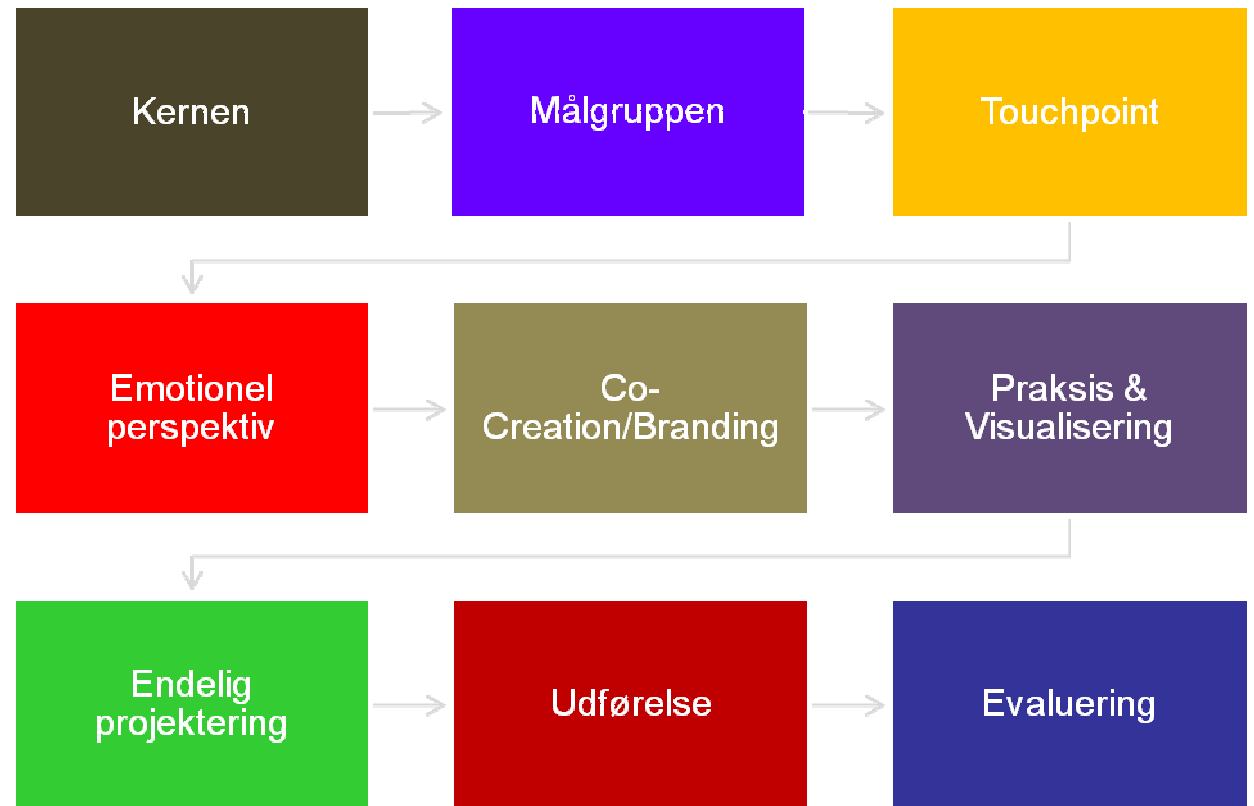 Kernen
Målgruppen
Touchpoint
Emotionel
perspektiv
Co-
Creation/Branding
Praksis &
Visualisering
Endelig
projektering
Udførelse
Evaluering